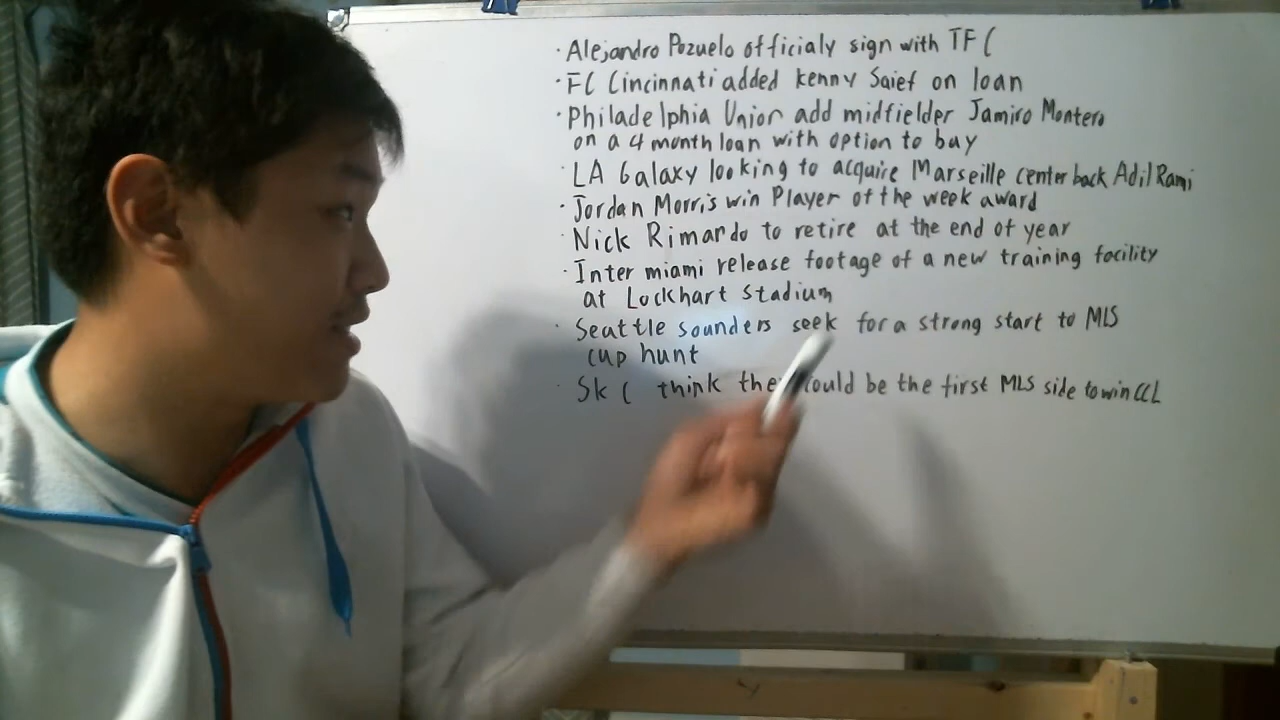 · Alejandro Pozuelo officialy sign with TFC
· FC Cincinnati added kenny Saief on loan
· Philadelphia Union add midfielder Jamiro Montero
on a 4 month loan with option to buy
· LA Galaxy looking to acquire Marseille center back Adil Rami
· Jordan Morris win Player of the week award
· Nick Rimardo to retire at the end of year
· Inter miami release footage of a new training facility
at Lockhart Stadium
· Seattle sounders seek for a strong start to MLS
cup hunt
· SKC think they could be the first MLS side to win CCL